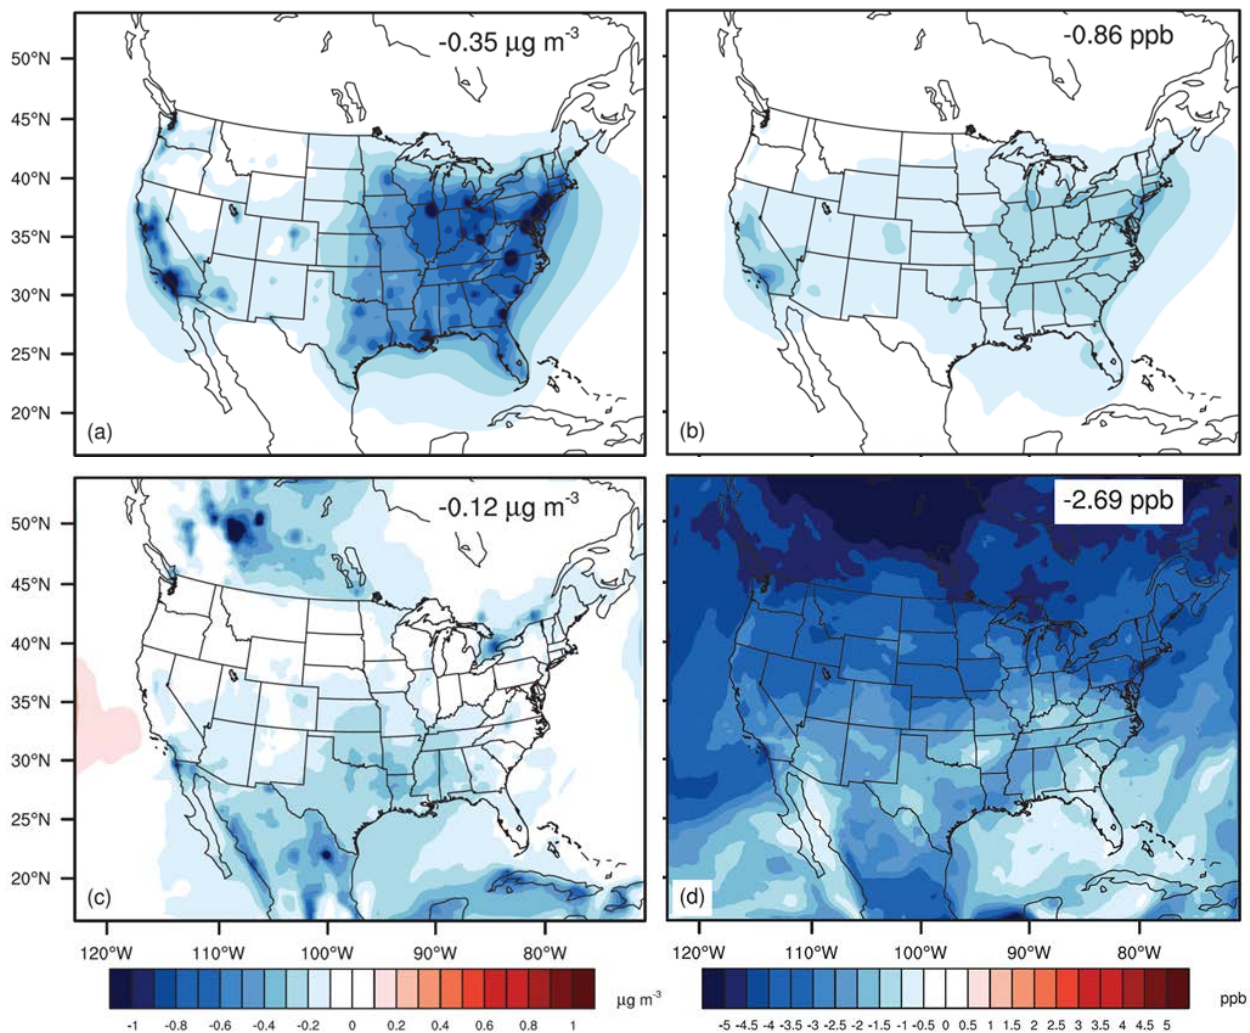 -0.35 μg m-3
-0.86 ppb
50°N
45°N
40°N
35°N
30°N
25°N
20°N
(a)
(b)
-0.12 μg m-3
-2.69 ppb
50°N
45°N
40°N
35°N
30°N
25°N
20°N
(c)
(d)
120°W 110°W 100°W 90°W 80°W
120°W 110°W 100°W 90°W 80°W
μg m-3
ppb
-1 -0.8 -0.6 -0.4 -0.2 0 0.2 0.4 0.6 0.8 1
-5 -4.5 -4 -3.5 -3 -2.5 -2 -1.5 -1 -0.5 0 0.5 1 1.5 2 2.5 3 3.5 4 4.5 5